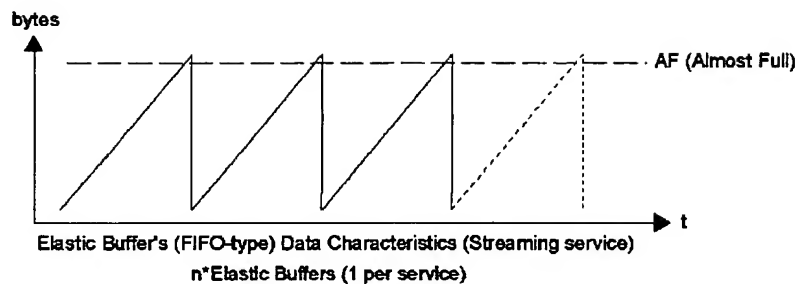 bytes
AF (Almost Full)
t
Elastic Buffer's (FIFO-type) Data Characteristics (Streaming service)
n*Elastic Buffers (1 per service)